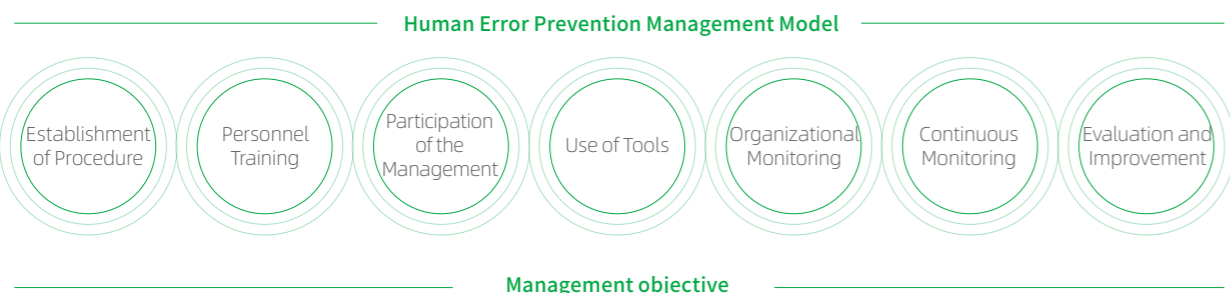 Human Error Prevention Management Model
Establishment
of Procedure
Personnel
Training
Participation
of the
Management
Use of Tools
Organizational
Monitoring
Continuous
Monitoring
Evaluation and
Improvement
Management objective